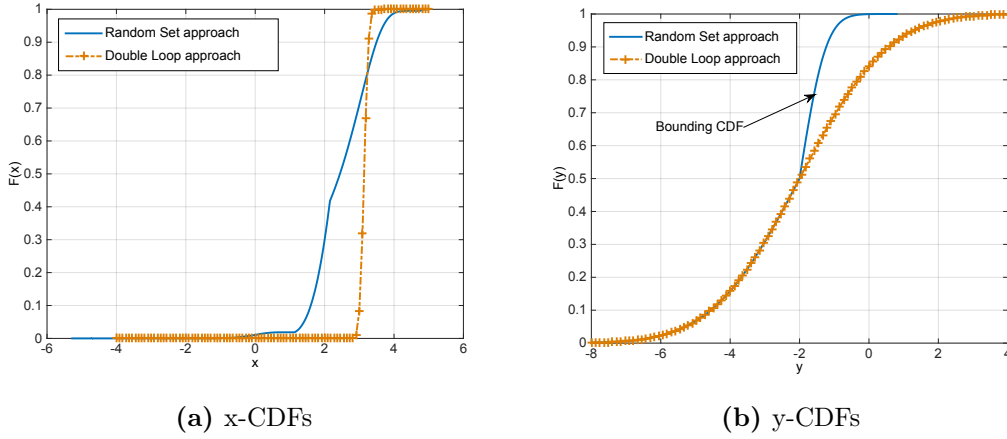 1
0.9
0.8
0.7
0.6
0.5
0.4
0.3
0.2
0.1
0
F(x)
-6 -4 -2 0 2 4 6
x
Random Set approach
Double Loop approach
(a) x-CDFs
1
0.9
0.8
0.7
0.6
0.5
0.4
0.3
0.2
0.1
0
F(y)
-8 -6 -4 -2 0 2 4
y
Random Set approach
Double Loop approach
Bounding CDF
(b) y-CDFs